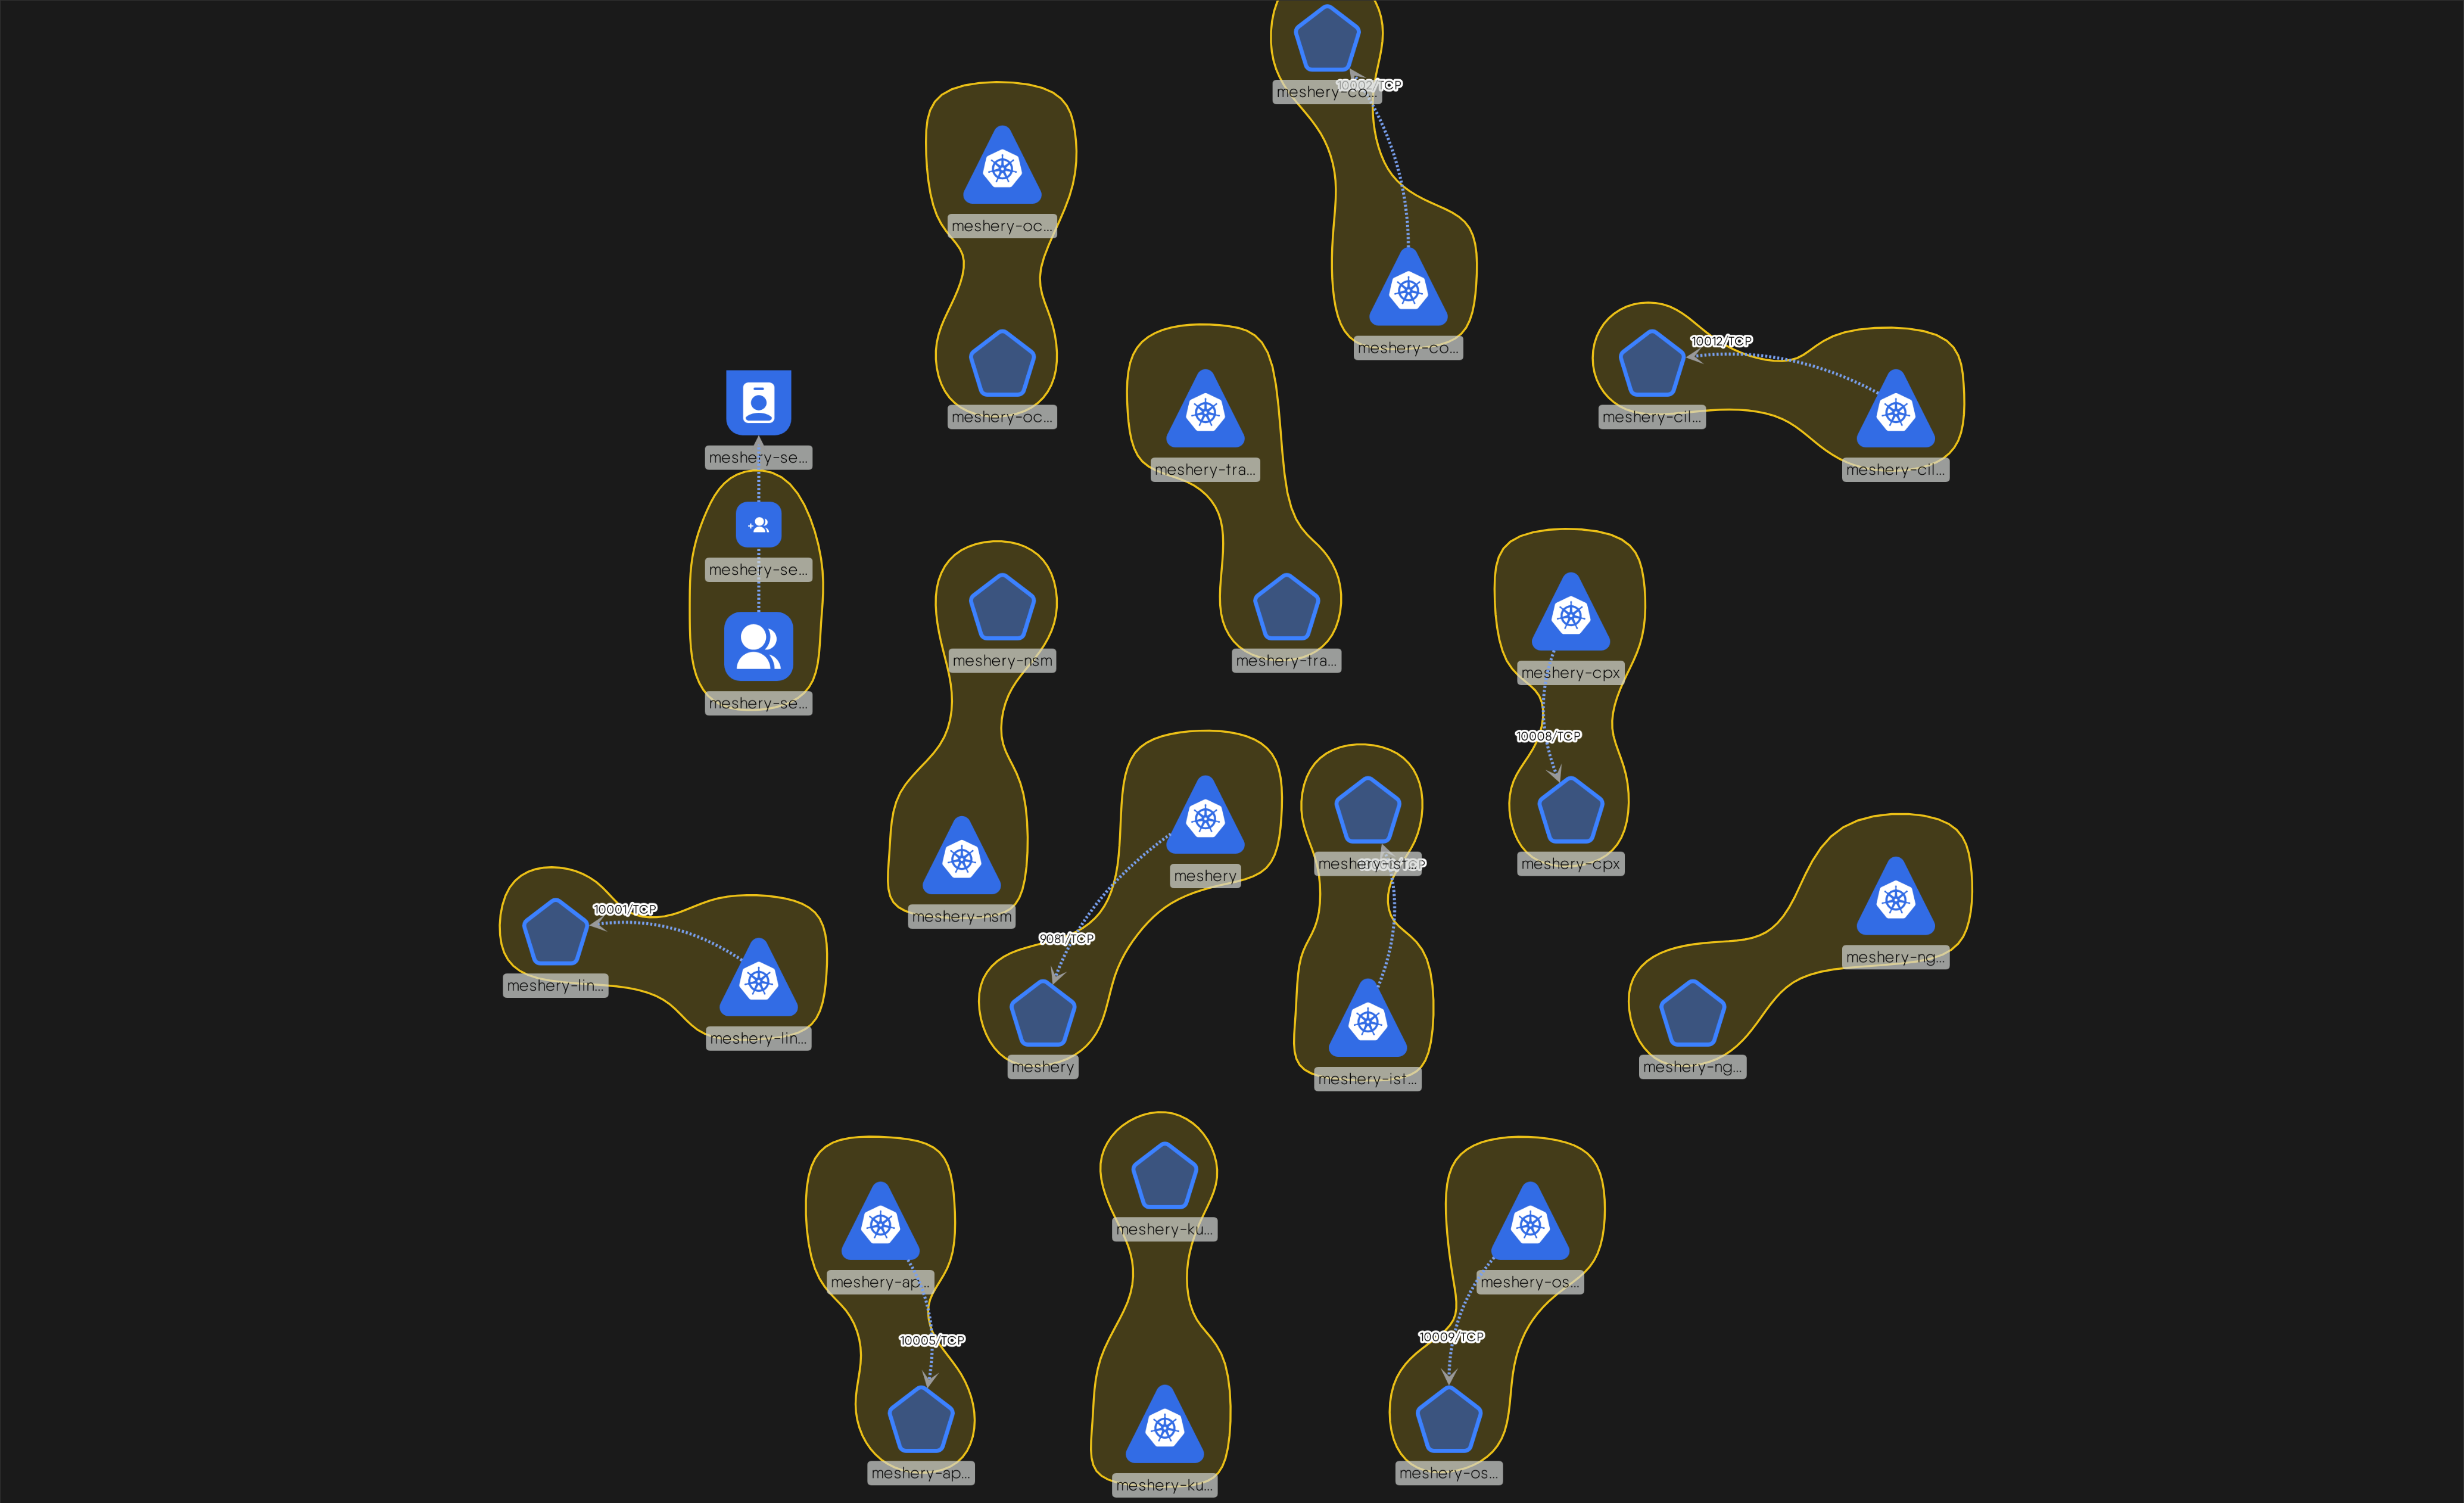 10002/TCP
meshery-co...
meshery-oc...
meshery-co...
10012/TCP
meshery-oc...
meshery-cil...
meshery-se...
meshery-tra...
meshery-cil...
meshery-se...
meshery-nsm
meshery-tra...
meshery-cpx
meshery-se...
10008/TCP
meshery-ist...
meshery-cpx
meshery
10001/TCP
meshery-nsm
9081/TCP
meshery-ng...
meshery-lin...
meshery-lin...
meshery
meshery-ist...
meshery-ng...
meshery-ku...
meshery-ap...
meshery-os...
10005/TCP
10009/TCP
meshery-ap...
meshery-os...
meshery-ku...